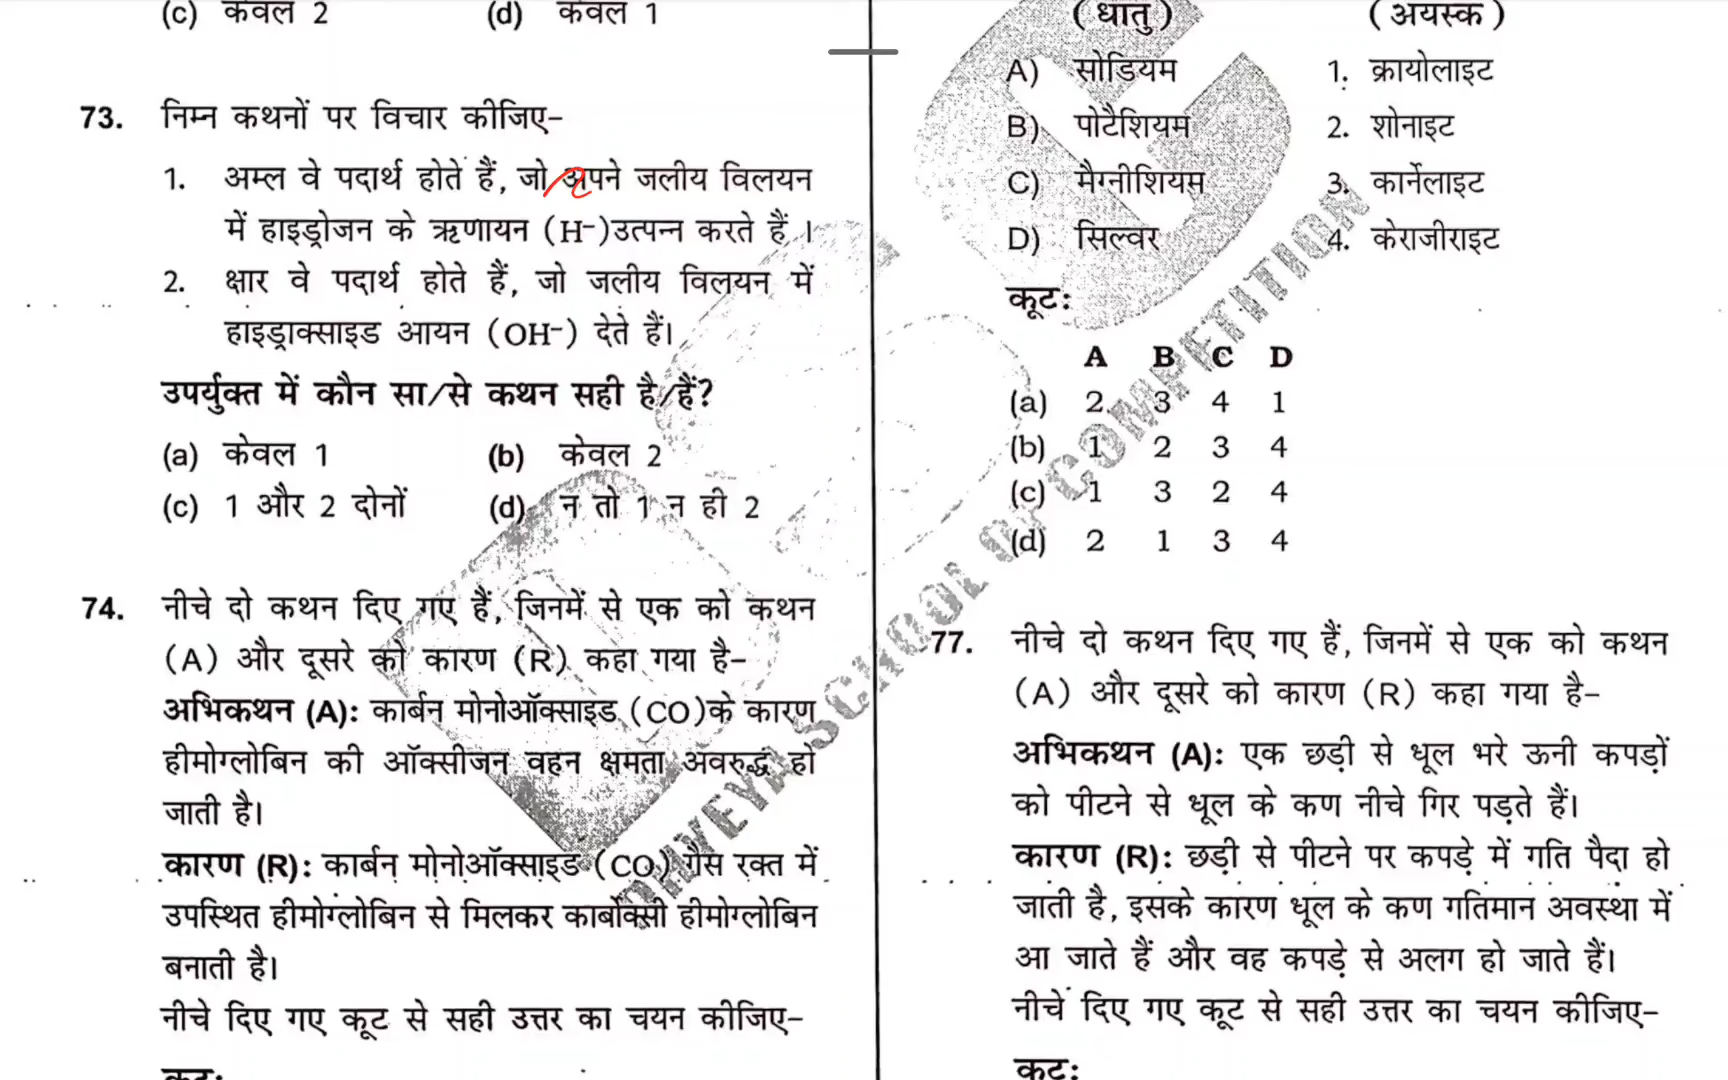 (c) केवल 2 (d) केवल 1
73. निम्न कथनों पर विचार कीजिए-
1. अम्ल वे पदार्थ होते हैं, जो अपने जलीय विलयन
में हाइड्रोजन के ऋणायन (H⁻)उत्पन्न करते हैं ।
2. क्षार वे पदार्थ होते हैं, जो जलीय विलयन में
हाइड्राक्साइड आयन (OH⁻) देते हैं।
उपर्युक्त में कौन सा/से कथन सही है/हैं?
(a) केवल 1 (b) केवल 2
(c) 1 और 2 दोनों (d) न तो 1 न ही 2
74. नीचे दो कथन दिए गए हैं, जिनमें से एक को कथन
(A) और दूसरे को कारण (R) कहा गया है-
अभिकथन (A): कार्बन मोनोऑक्साइड (CO)के कारण
हीमोग्लोबिन की ऑक्सीजन वहन क्षमता अवरुद्ध हो
जाती है।
कारण (R): कार्बन मोनोऑक्साइड (CO) गैस रक्त में
उपस्थित हीमोग्लोबिन से मिलकर कार्बोक्सी हीमोग्लोबिन
बनाती है।
नीचे दिए गए कूट से सही उत्तर का चयन कीजिए-
कूट:
(धातु) (अयस्क)
A) सोडियम 1. क्रायोलाइट
B) पोटैशियम 2. शोनाइट
C) मैग्नीशियम 3. कार्नेलाइट
D) सिल्वर 4. केराजीराइट
कूट:
A B C D
(a) 2 3 4 1
(b) 1 2 3 4
(c) 1 3 2 4
(d) 2 1 3 4
77. नीचे दो कथन दिए गए हैं, जिनमें से एक को कथन
(A) और दूसरे को कारण (R) कहा गया है-
अभिकथन (A): एक छड़ी से धूल भरे ऊनी कपड़ों
को पीटने से धूल के कण नीचे गिर पड़ते हैं।
कारण (R): छड़ी से पीटने पर कपड़े में गति पैदा हो
जाती है, इसके कारण धूल के कण गतिमान अवस्था में
आ जाते हैं और वह कपड़े से अलग हो जाते हैं।
नीचे दिए गए कूट से सही उत्तर का चयन कीजिए-
कूट:
DHYEYA SCHOOL OF COMPETITION